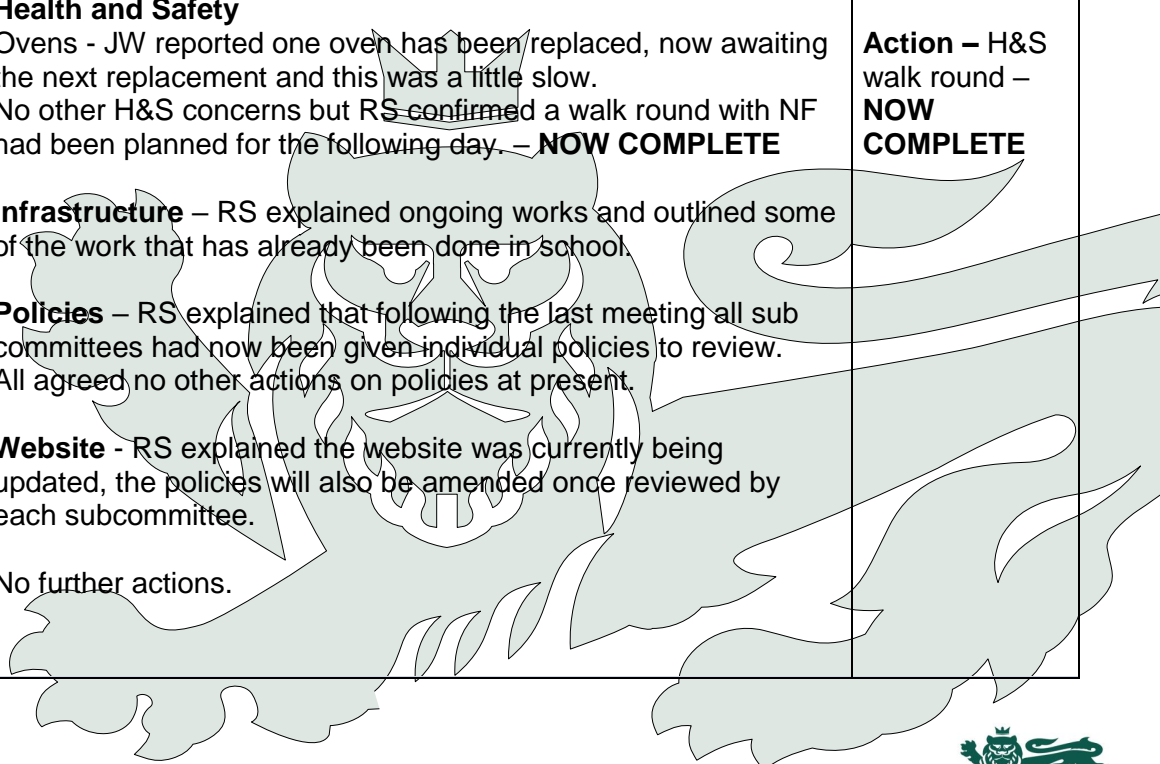 Health and Safety
Ovens - JW reported one oven has been replaced, now awaiting
the next replacement and this was a little slow.
No other H&S concerns but RS confirmed a walk round with NF
had been planned for the following day. – NOW COMPLETE
Infrastructure – RS explained ongoing works and outlined some
of the work that has already been done in school.
Policies – RS explained that following the last meeting all sub
committees had now been given individual policies to review.
All agreed no other actions on policies at present.
Website - RS explained the website was currently being
updated, the policies will also be amended once reviewed by
each subcommittee.
No further actions.
Action – H&S
walk round –
NOW
COMPLETE